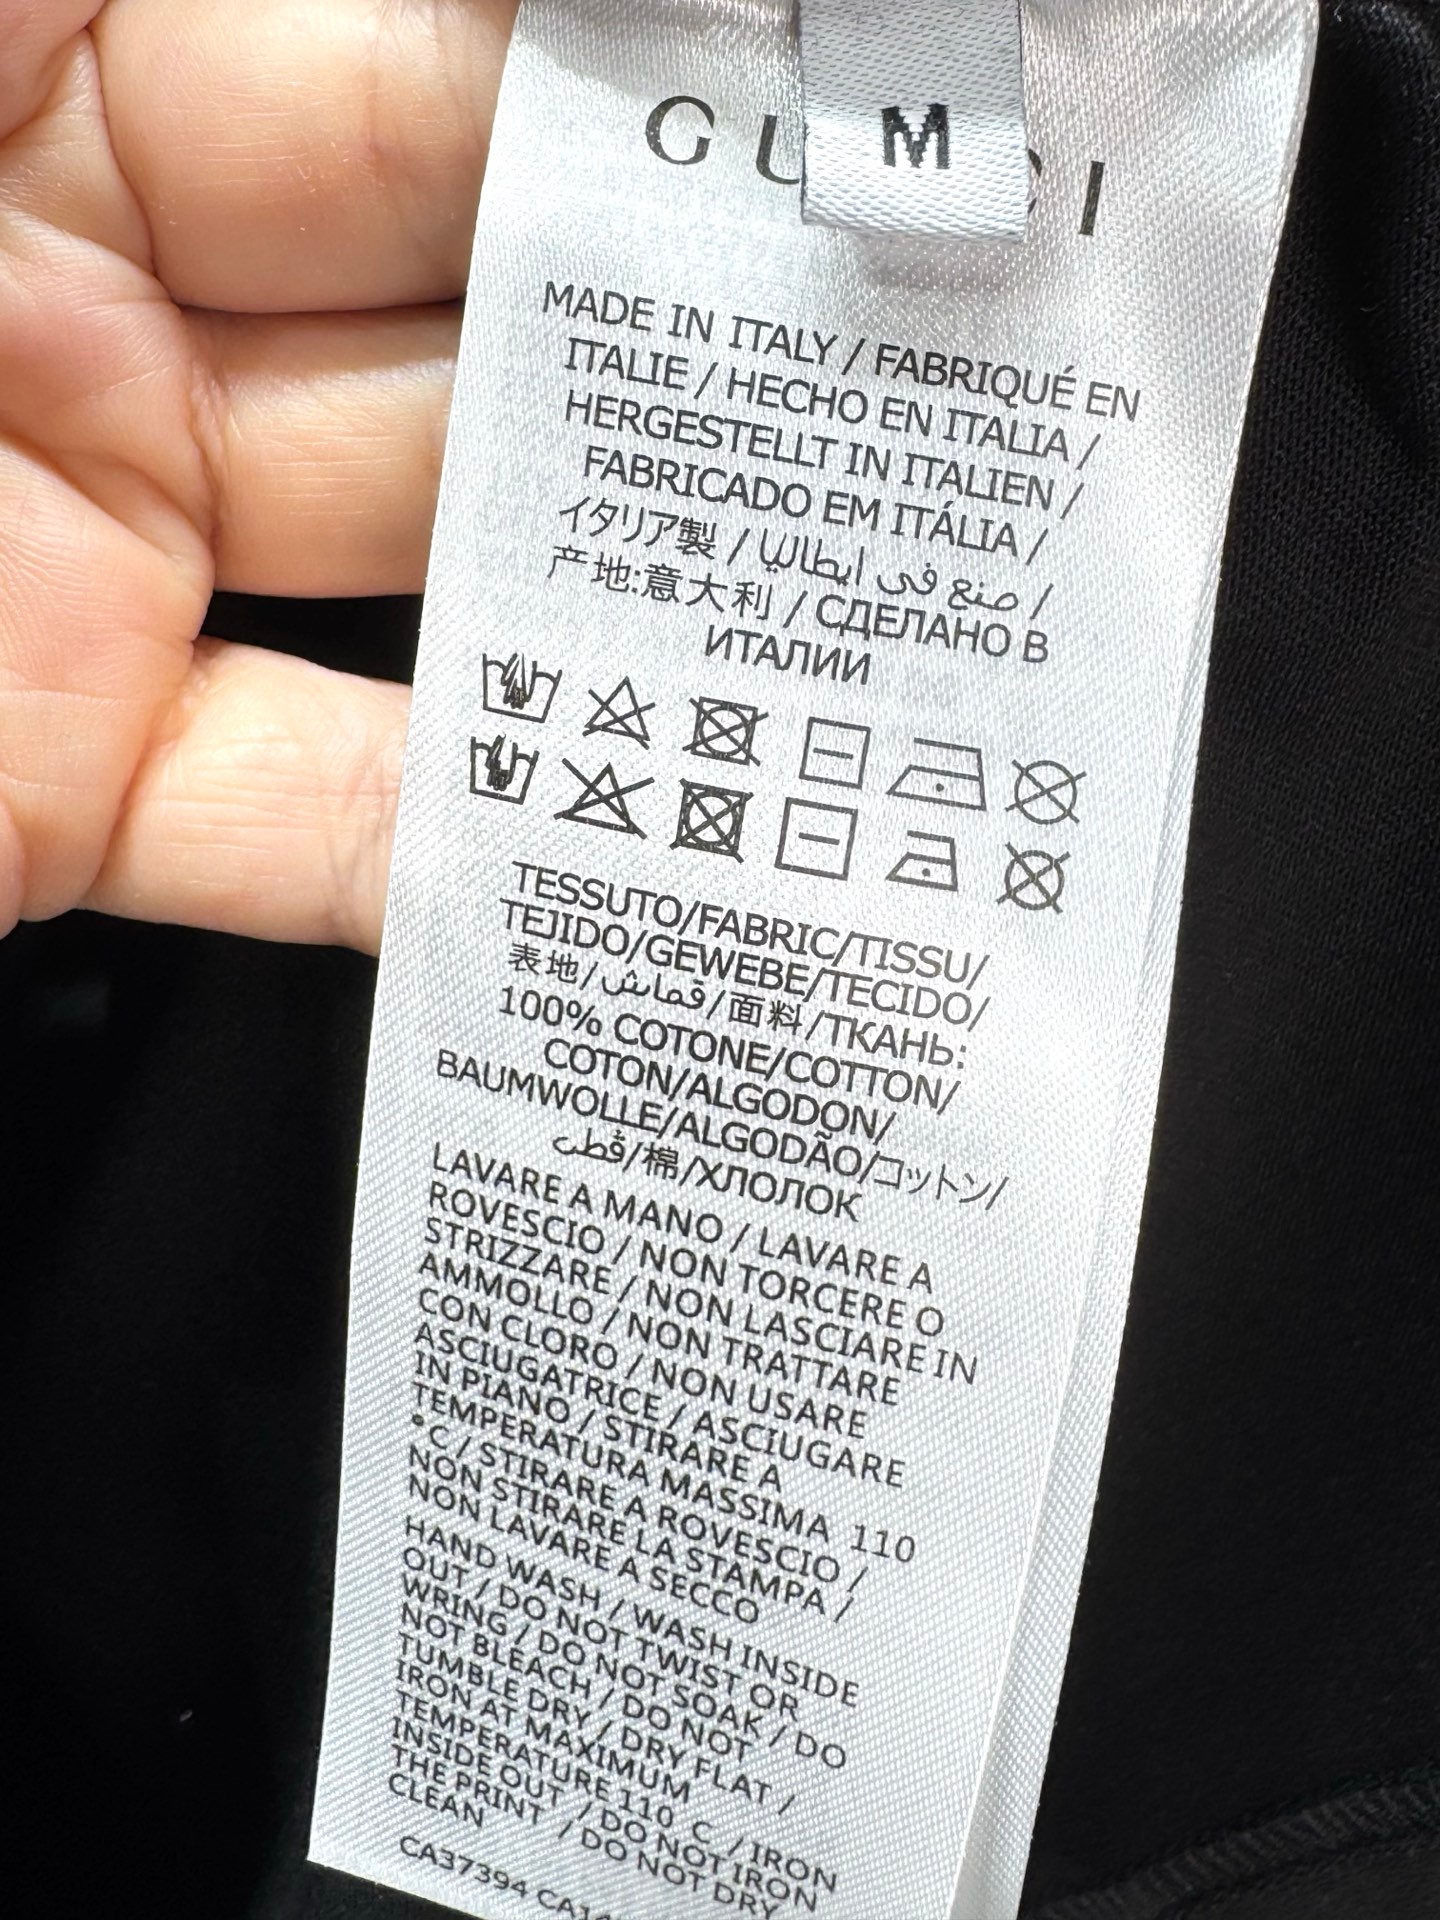 M
GU CI
MADE IN ITALY / FABRIQUÉ EN
ITALIE / HECHO EN ITALIA /
HERGESTELLT IN ITALIEN /
FABRICADO EM ITÁLIA /
イタリア製 / صنع في ايطاليا /
产地:意大利 / СДЕЛАНО В
ИТАЛИИ
TESSUTO/FABRIC/TISSU/
TEJIDO/GEWEBE/TECIDO/
表地/قماش/面料/ТКАНЬ:
100% COTONE/COTTON/
COTON/ALGODON/
BAUMWOLLE/ALGODÃO/コットン/
قطن/棉/ХЛОПОК
LAVARE A MANO / LAVARE A
ROVESCIO / NON TORCERE O
STRIZZARE / NON LASCIARE IN
AMMOLLO / NON TRATTARE
CON CLORO / NON USARE
ASCIUGATRICE / ASCIUGARE
IN PIANO / STIRARE A
TEMPERATURA MASSIMA 110
°C / STIRARE A ROVESCIO /
NON STIRARE LA STAMPA /
NON LAVARE A SECCO
HAND WASH / WASH INSIDE
OUT / DO NOT TWIST OR
WRING / DO NOT SOAK / DO
NOT BLEACH / DO NOT
TUMBLE DRY / DRY FLAT /
IRON AT MAXIMUM
TEMPERATURE 110 C / IRON
INSIDE OUT / DO NOT IRON
THE PRINT / DO NOT DRY
CLEAN
CA37394